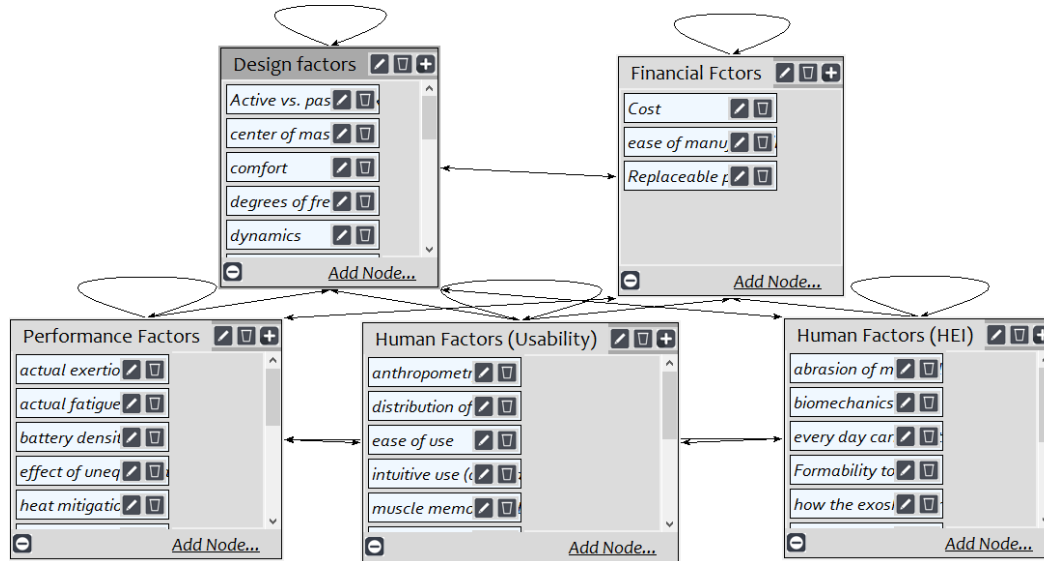 Design factors
Active vs. pas
center of mas
comfort
degrees of fre
dynamics
Add Node...
Financial Fctors
Cost
ease of manuf
Replaceable p
Add Node...
Performance Factors
actual exertio
actual fatigue
battery densit
effect of uneq
heat mitigatio
Add Node...
Human Factors (Usability)
anthropometr
distribution of
ease of use
intuitive use (
muscle memo
Add Node...
Human Factors (HEI)
abrasion of m
biomechanics
every day car
Formability to
how the exos
Add Node...